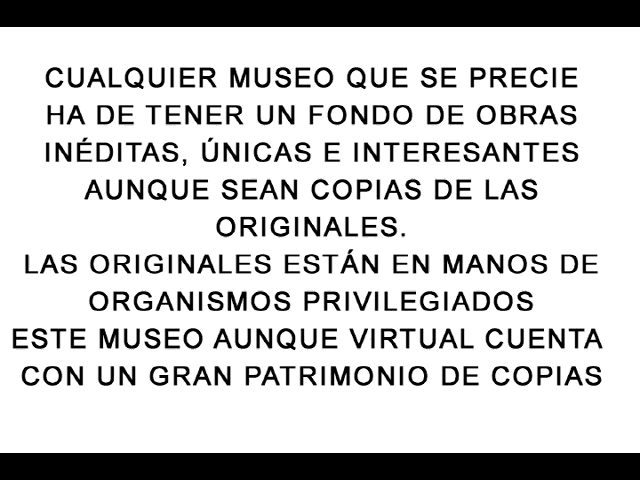 CUALQUIER MUSEO QUE SE PRECIE
HA DE TENER UN FONDO DE OBRAS
INÉDITAS, ÚNICAS E INTERESANTES
AUNQUE SEAN COPIAS DE LAS
ORIGINALES.
LAS ORIGINALES ESTÁN EN MANOS DE
ORGANISMOS PRIVILEGIADOS
ESTE MUSEO AUNQUE VIRTUAL CUENTA
CON UN GRAN PATRIMONIO DE COPIAS